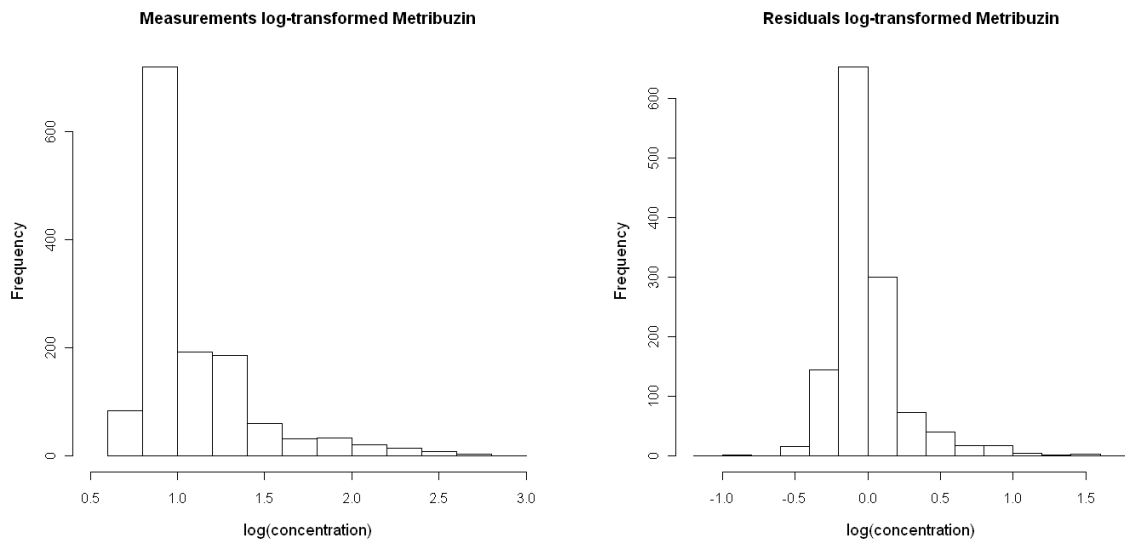 Measurements log-transformed Metribuzin
Frequency
0
200
400
600
0.5 1.0 1.5 2.0 2.5 3.0
log(concentration)
Residuals log-transformed Metribuzin
Frequency
0
100
200
300
400
500
600
-1.0 -0.5 0.0 0.5 1.0 1.5
log(concentration)